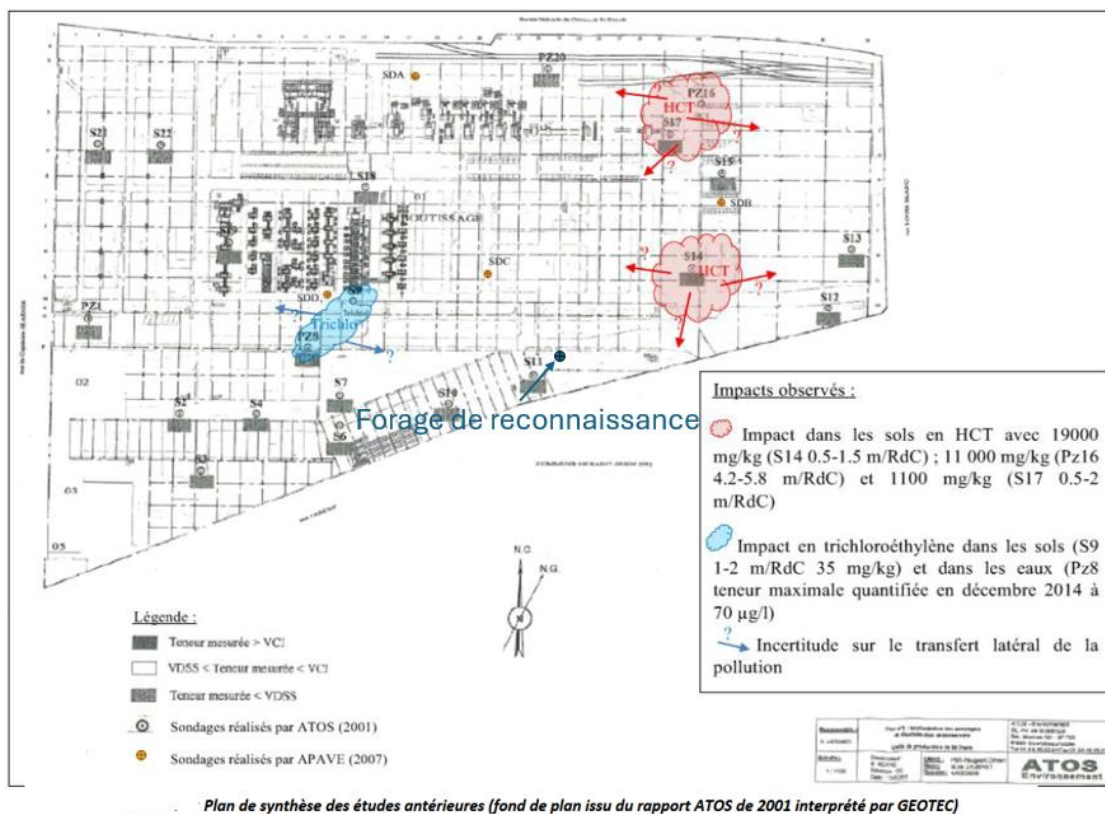 PZ20
SDA
PZ16
HCT
S17
S21
S22
S15
S18
SDB
EMBOUTISSAGE
S13
S14
HCT
SDC
SDD
S9
S12
PZ1
Trichlo
PZ8
S11
02
S7
S10
S2
S4
Forage de reconnaissance
S6
S3
03
05
N.G.
Impacts observés :
Impact dans les sols en HCT avec 19000
mg/kg (S14 0.5-1.5 m/RdC) ; 11 000 mg/kg (Pz16
4.2-5.8 m/RdC) et 1100 mg/kg (S17 0.5-2
m/RdC)
Impact en trichloroéthylène dans les sols (S9
1-2 m/RdC 35 mg/kg) et dans les eaux (Pz8
teneur maximale quantifiée en décembre 2014 à
70 µg/l)
? Incertitude sur le transfert latéral de la
pollution
Légende :
Teneur mesurée > VCI
VDSS < Teneur mesurée < VCI
Teneur mesurée < VDSS
Sondages réalisés par ATOS (2001)
Sondages réalisés par APAVE (2007)
ATOS
Environnement
Plan de synthèse des études antérieures (fond de plan issu du rapport ATOS de 2001 interprété par GEOTEC)